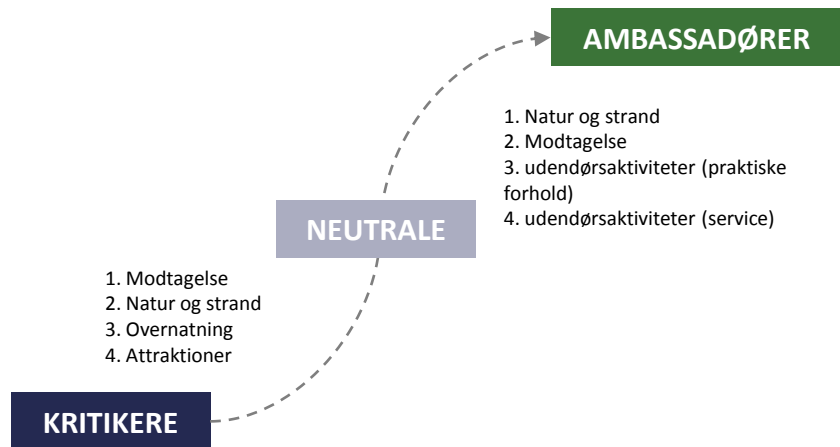 AMBASSADØRER
1. Natur og strand
2. Modtagelse
3. udendørsaktiviteter (praktiske
forhold)
4. udendørsaktiviteter (service)
NEUTRALE
1. Modtagelse
2. Natur og strand
3. Overnatning
4. Attraktioner
KRITIKERE